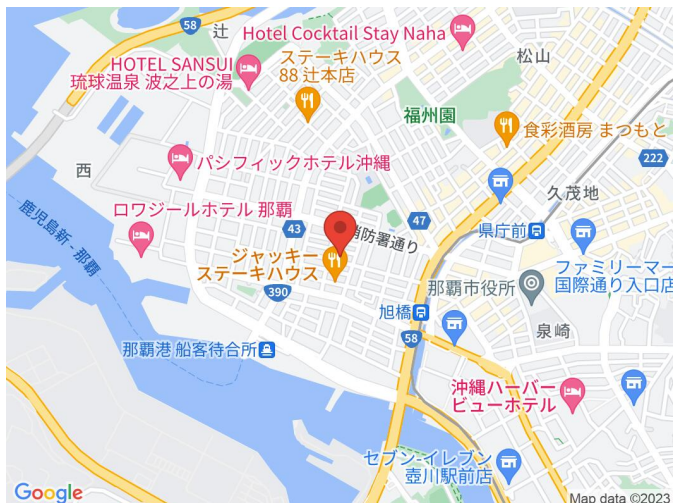 58
辻
Hotel Cocktail Stay Naha
松山
HOTEL SANSUI
琉球温泉 波之上の湯
ステーキハウス
88 辻本店
福州園
食彩酒房 まつもと
222
西
パシフィックホテル沖縄
久茂地
ロワジールホテル 那覇
43
消防署通り
47
県庁前
鹿児島新-那覇
ジャッキー
ステーキハウス
ファミリーマー
国際通り入口店
那覇市役所
390
旭橋
58
泉崎
那覇港 船客待合所
沖縄ハーバー
ビューホテル
セブン-イレブン
壺川駅前店
Google
Map data ©2023